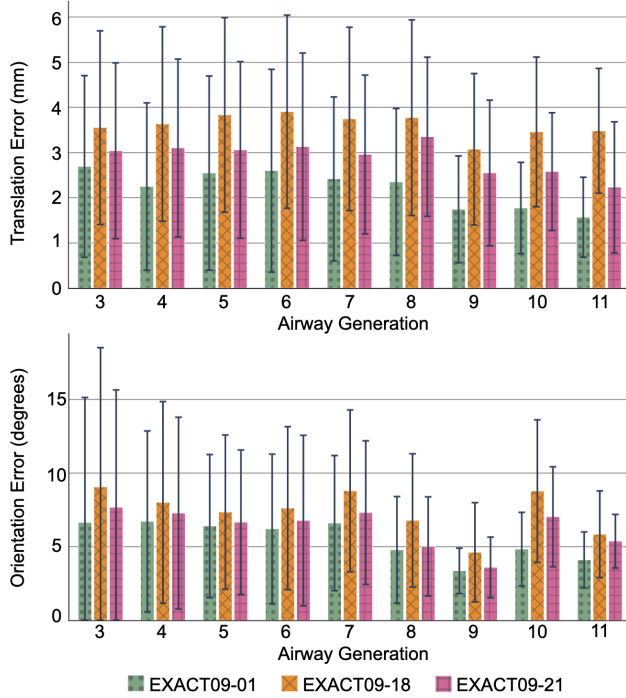 Translation Error (mm)
6
5
4
3
2
1
0
3 4 5 6 7 8 9 10 11
Airway Generation
Orientation Error (degrees)
15
10
5
0
3 4 5 6 7 8 9 10 11
Airway Generation
EXACT09-01 EXACT09-18 EXACT09-21